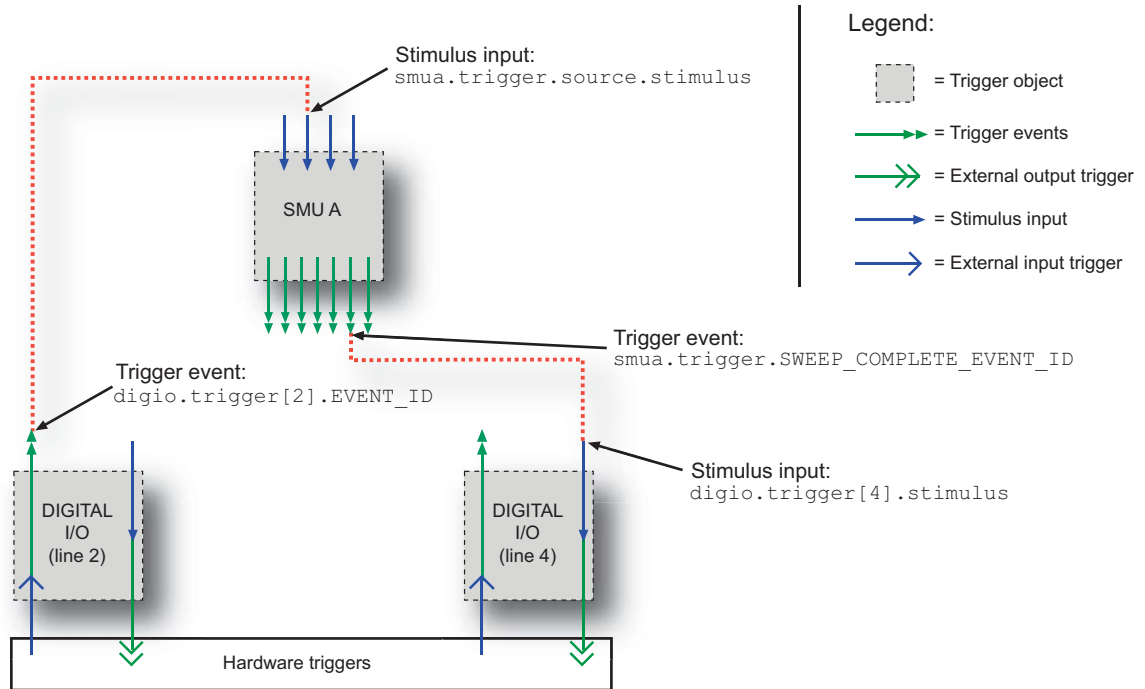 Legend:
= Trigger object
= Trigger events
= External output trigger
= Stimulus input
= External input trigger
Stimulus input:
smua.trigger.source.stimulus
SMU A
Trigger event:
smua.trigger.SWEEP_COMPLETE_EVENT_ID
Trigger event:
digio.trigger[2].EVENT_ID
Stimulus input:
digio.trigger[4].stimulus
DIGITAL
I/O
(line 2)
DIGITAL
I/O
(line 4)
Hardware triggers